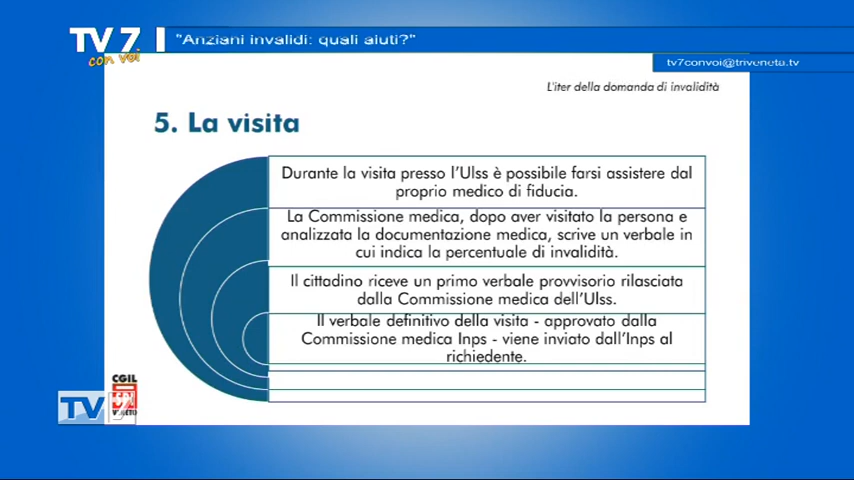 TV7
con voi
"Anziani invalidi: quali aiuti?"
tv7convoi@triveneta.tv
L'iter della domanda di invalidità
5. La visita
Durante la visita presso l'Ulss è possibile farsi assistere dal
proprio medico di fiducia.
La Commissione medica, dopo aver visitato la persona e
analizzata la documentazione medica, scrive un verbale in
cui indica la percentuale di invalidità.
Il cittadino riceve un primo verbale provvisorio rilasciata
dalla Commissione medica dell'Ulss.
Il verbale definitivo della visita - approvato dalla
Commissione medica Inps - viene inviato dall'Inps al
richiedente.
CGIL
TV7